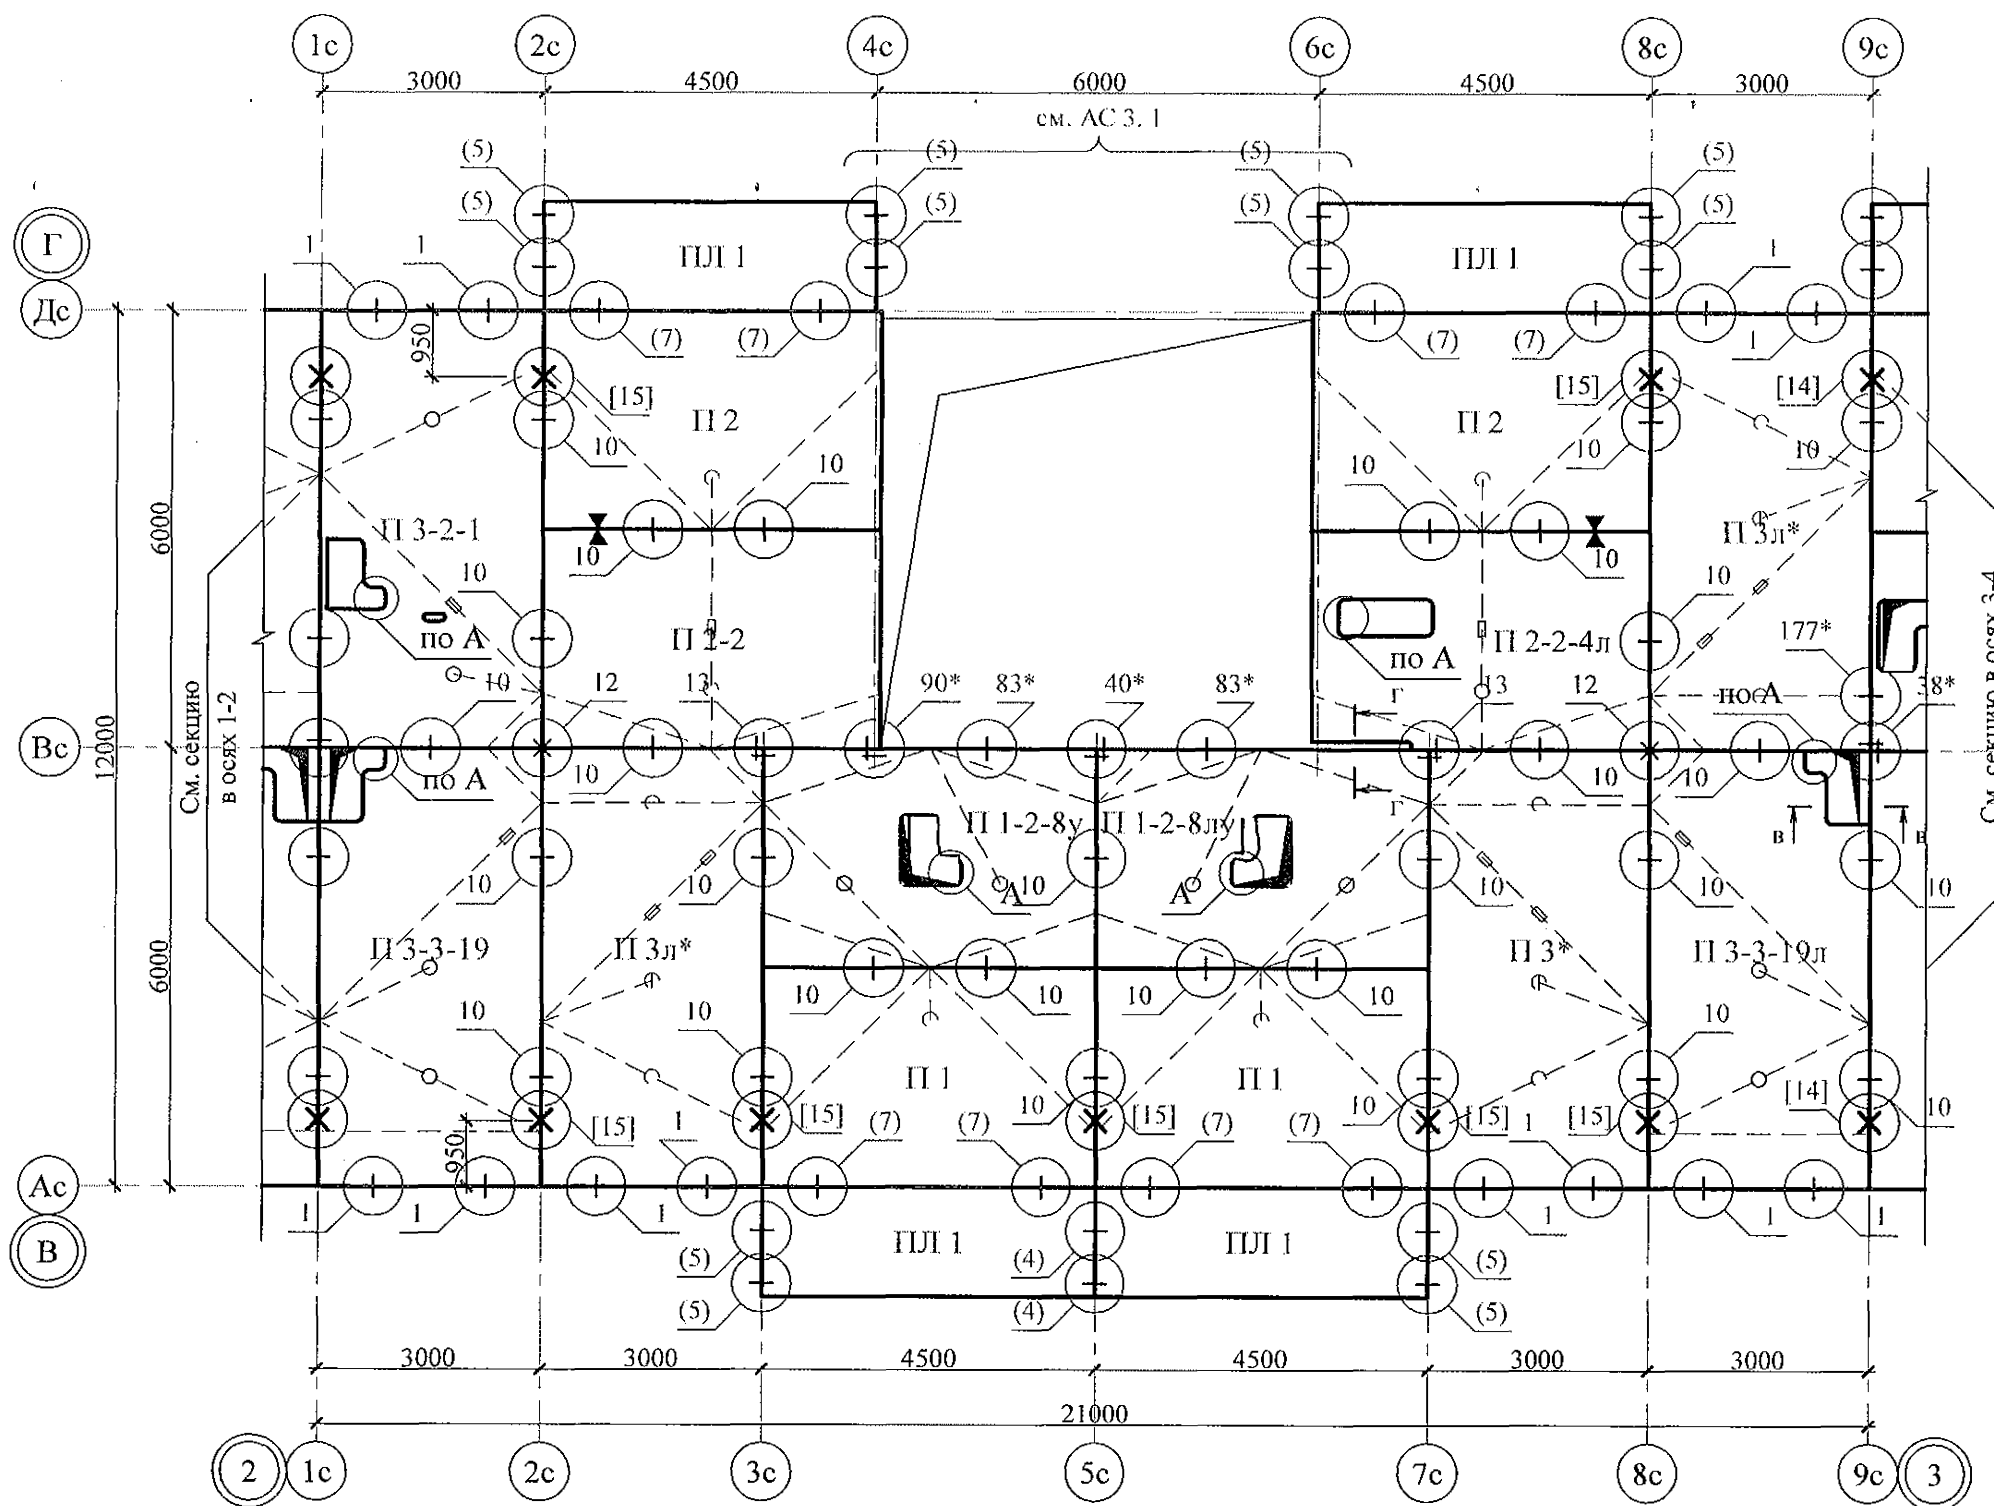 1с 2с 4с 6с 8с 9с
3000 4500 6000 4500 3000
см. АС 3. 1
(5) (5) (5) (5)
(5) (5) (5) (5)
Г
1 1 ПЛ 1 ПЛ 1 1
Дс
950 (7) (7) (7) (7) 1
[15] [15] [14]
П 2 П 2
10 10 10 10
10 10
П 3-2-1 П 3л*
10 10
10 10
по А П 2-2 по А П 2-2-4л 177*
10 12 13 90* 83* 40* 83* 13 12 по А 38*
г
Вс
6000
12000
См. секцию
в осях 1-2
См. секцию в осях 3-4
по А 10 10 10
г
П 1-2-8у П 1-2-8лу
в в
10 10 А 10 А 10 10 10
П 3-3-19 П 3л* П 3* П 3-3-19л
6000
10 10 10 10
10 10 10
П 1 П 1
950 [15] [15] 10 [15] 10 [15] [15] [14] 10
1 (7) (7) (7) (7) 1
Ас
1 1 1 1 1 1
В
(5) ПЛ 1 (4) ПЛ 1 (5)
(5) (4) (5)
3000 3000 4500 4500 3000 3000
21000
2 1с 2с 3с 5с 7с 8с 9с 3